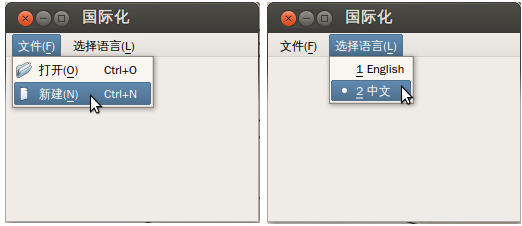 国际化
文件(F) 选择语言(L)
打开(O) Ctrl+O
新建(N) Ctrl+N
国际化
文件(F) 选择语言(L)
1 English
2 中文